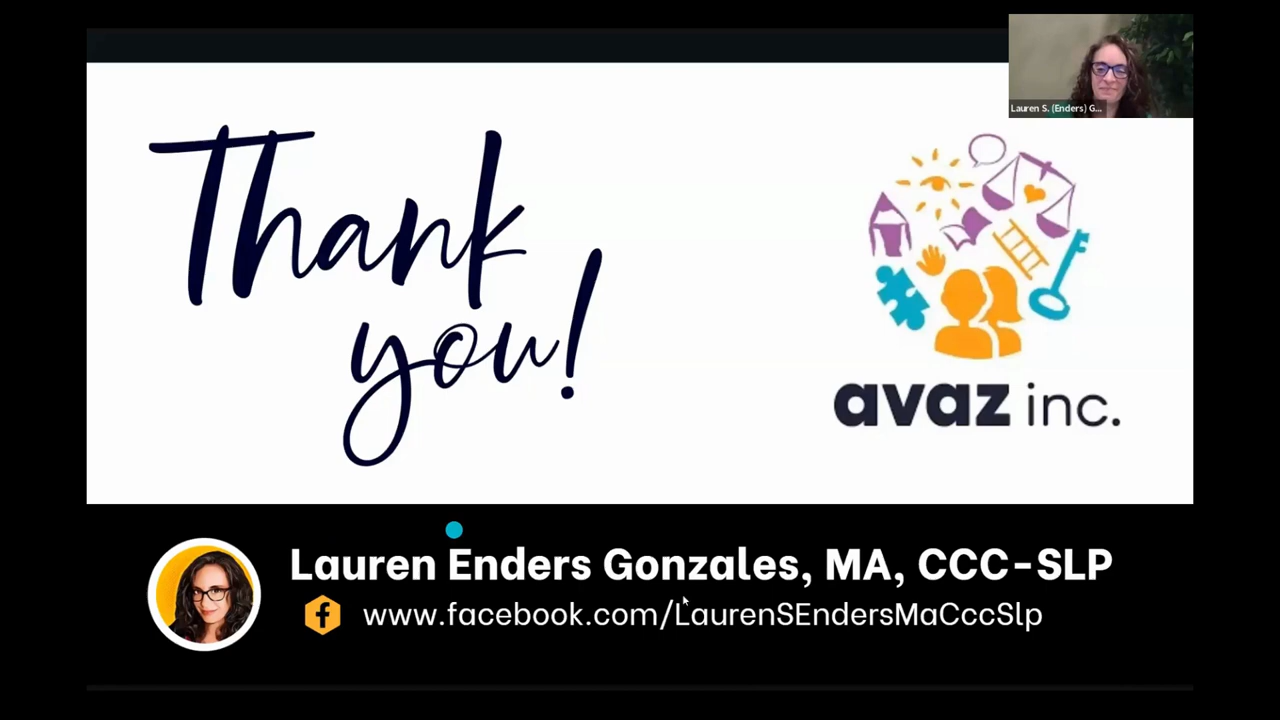 Lauren S. (Enders) G...
Thank
you!
avaz inc.
Lauren Enders Gonzales, MA, CCC-SLP
www.facebook.com/LaurenSEndersMaCccSlp